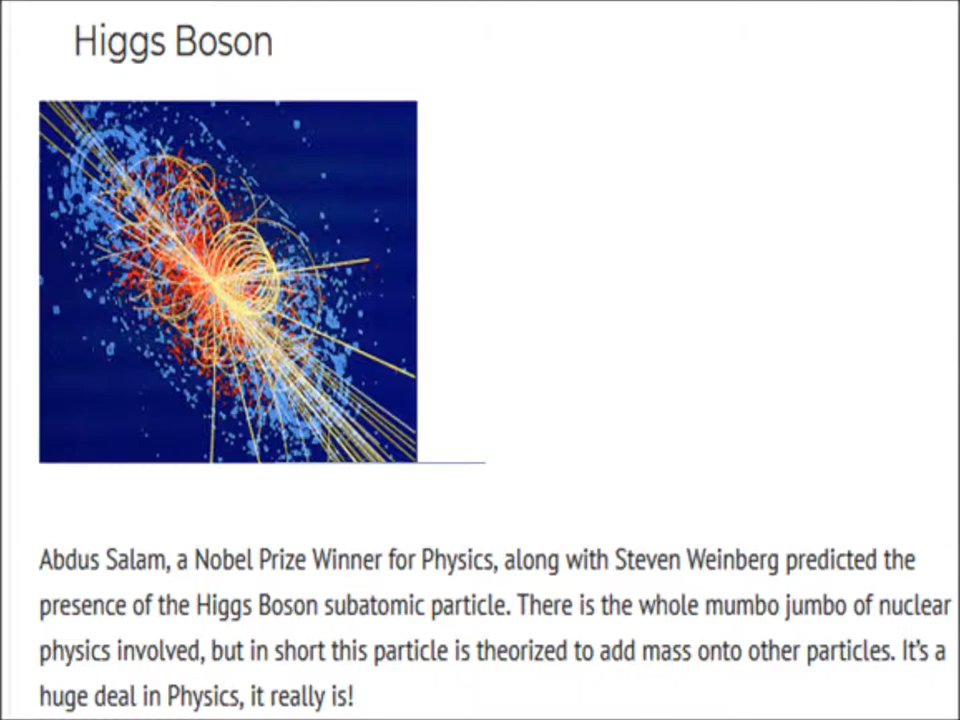 Higgs Boson
Abdus Salam, a Nobel Prize Winner for Physics, along with Steven Weinberg predicted the
presence of the Higgs Boson subatomic particle. There is the whole mumbo jumbo of nuclear
physics involved, but in short this particle is theorized to add mass onto other particles. It’s a
huge deal in Physics, it really is!